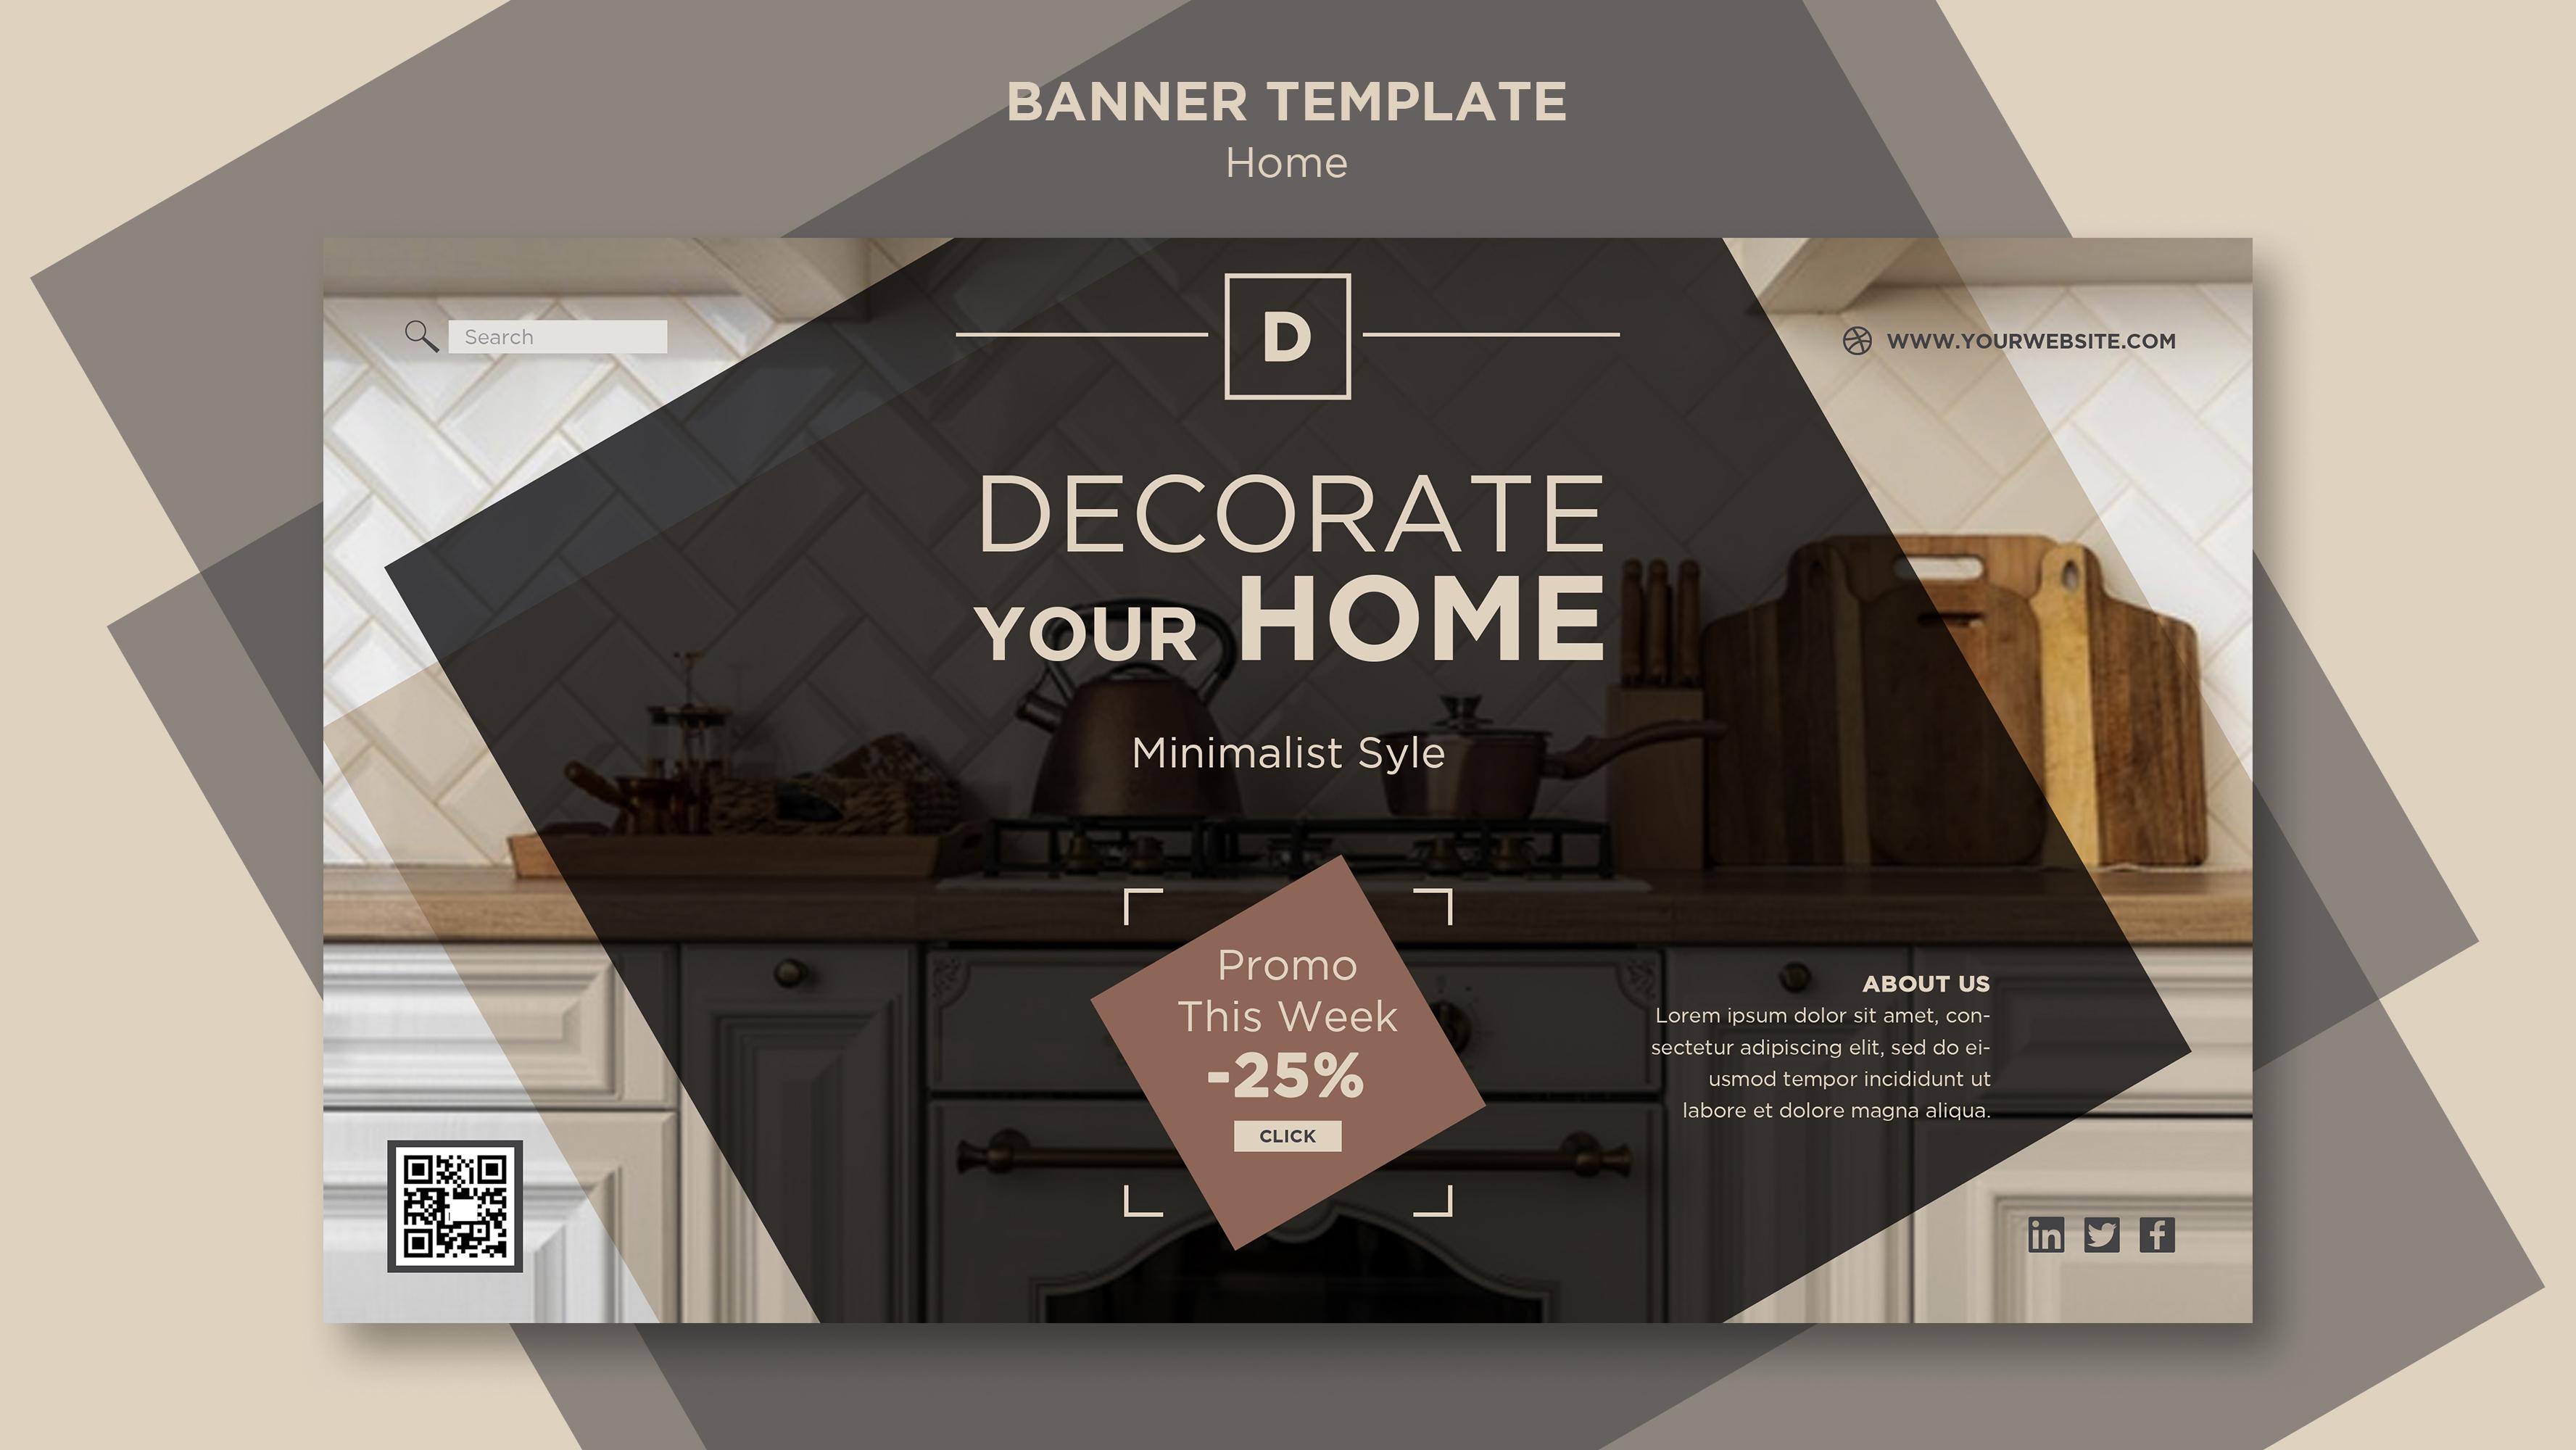 BANNER TEMPLATE
Home
Search
D
WWW.YOURWEBSITE.COM
DECORATE
YOUR HOME
Minimalist Syle
Promo
This Week
-25%
CLICK
ABOUT US
Lorem ipsum dolor sit amet, con-
sectetur adipiscing elit, sed do ei-
usmod tempor incididunt ut
labore et dolore magna aliqua.
in
f